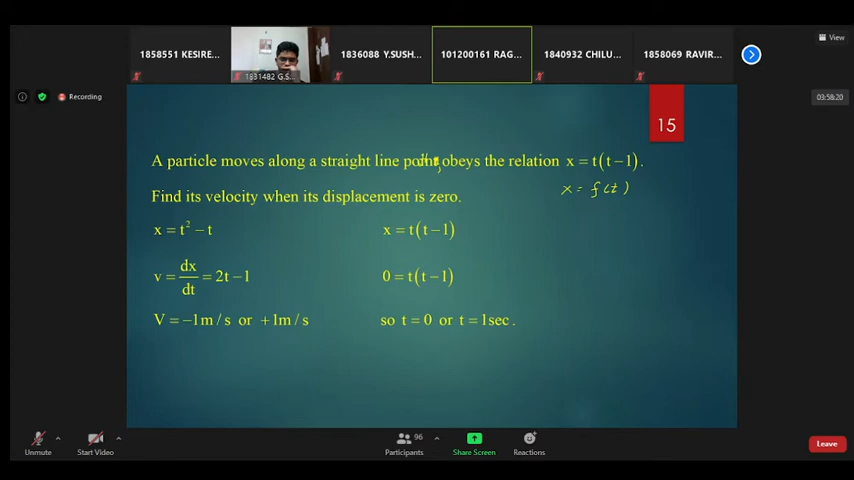 View
1858551 KESIRE...
1831482 G.S...
1836088 Y.SUSH...
101200161 RAG...
1840932 CHILU...
1858069 RAVIR...
Recording
03:58:20
15
A particle moves along a straight line obeys the relation x = t(t−1).
x = f(t)
Find its velocity when its displacement is zero.
x = t² − t
x = t(t−1)
v = dx/dt = 2t−1
0 = t(t−1)
V = −1m/s or +1m/s
so t = 0 or t = 1sec.
Unmute
Start Video
96
Participants
Share Screen
Reactions
Leave